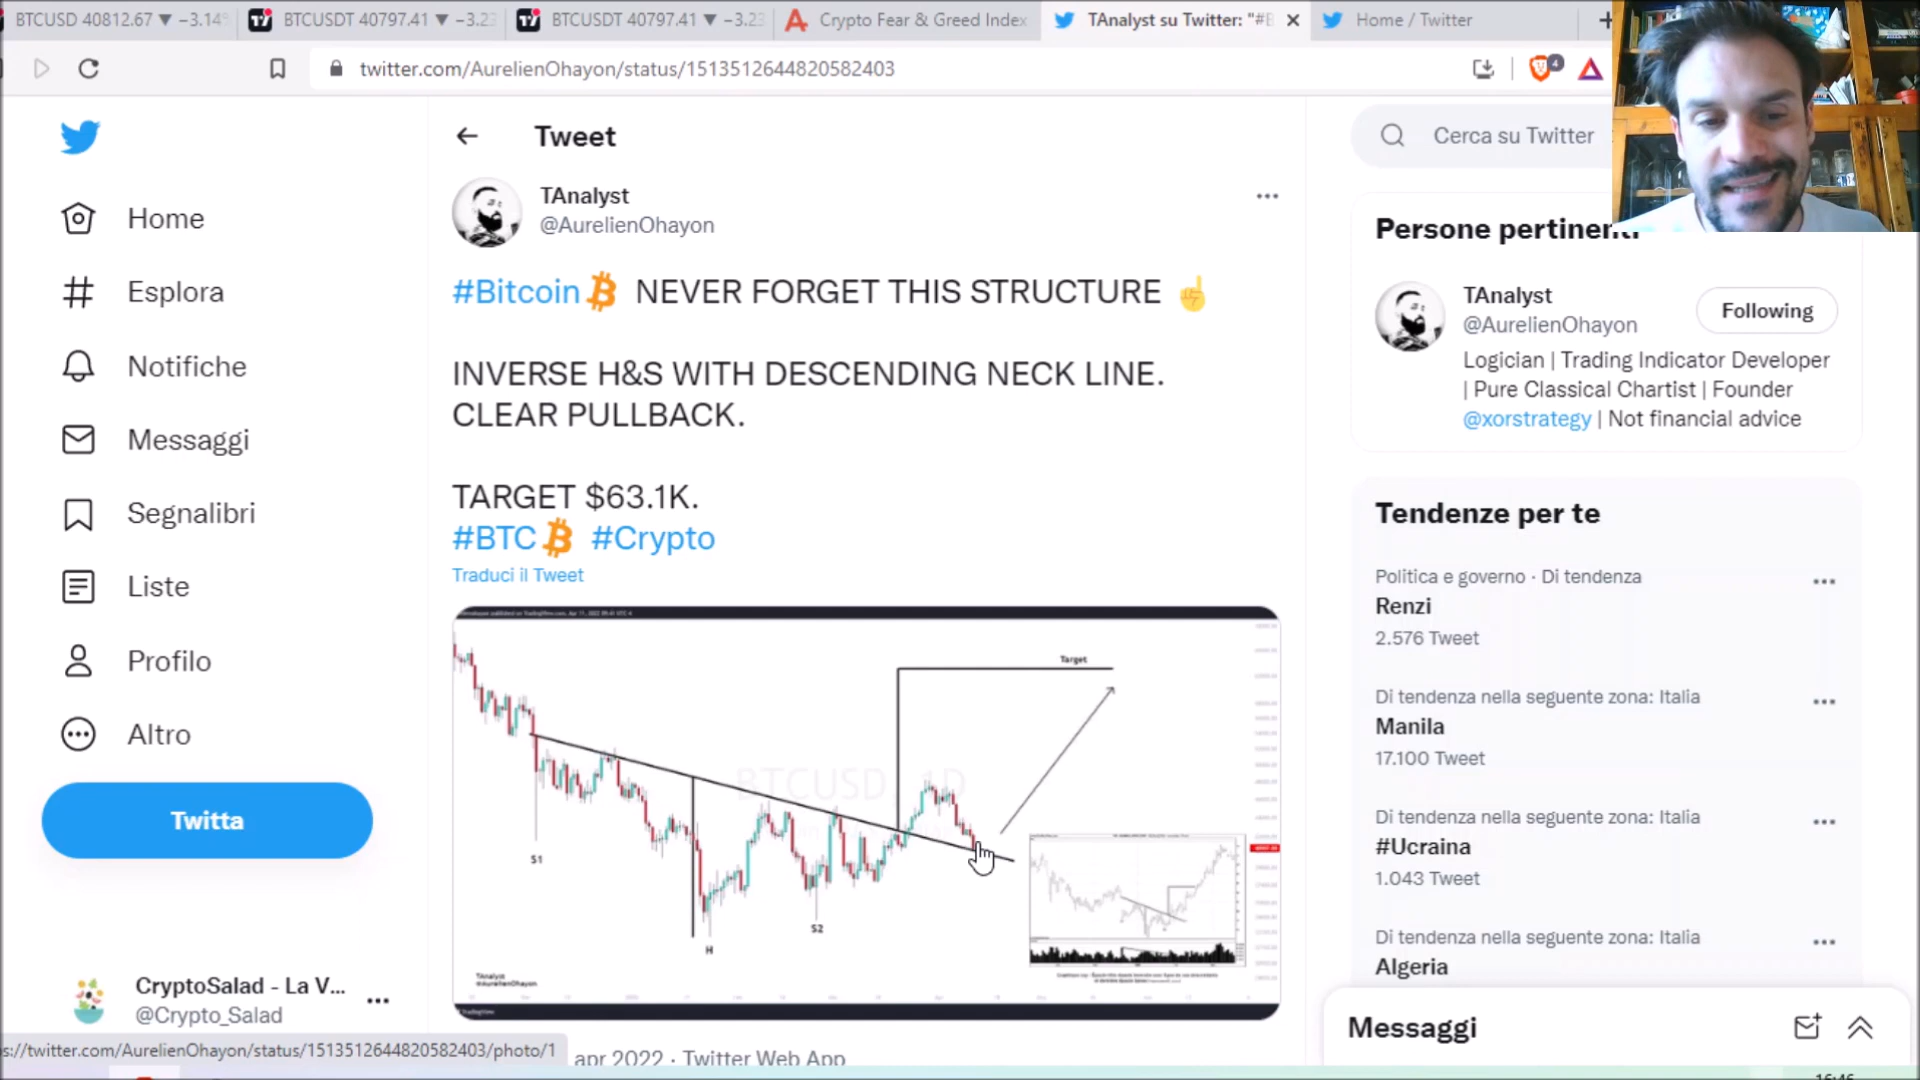 BTCUSD 40812.67 ▼ −3.14%
BTCUSDT 40797.41 ▼ −3.23
BTCUSDT 40797.41 ▼ −3.23
Crypto Fear & Greed Index
TAnalyst su Twitter: "#B
Home / Twitter
twitter.com/AurelienOhayon/status/1513512644820582403
4
Tweet
Cerca su Twitter
TAnalyst
@AurelienOhayon
#Bitcoin NEVER FORGET THIS STRUCTURE ☝
INVERSE H&S WITH DESCENDING NECK LINE.
CLEAR PULLBACK.
TARGET $63.1K.
#BTC #Crypto
Traduci il Tweet
Target
BTCUSD, 1D
S1
H
S2
TAnalyst
@AurelienOhayon
TradingView
apr 2022 · Twitter Web App
Home
Esplora
Notifiche
Messaggi
Segnalibri
Liste
Profilo
Altro
Twitta
CryptoSalad - La V...
@Crypto_Salad
s://twitter.com/AurelienOhayon/status/1513512644820582403/photo/1
Persone pertinenti
TAnalyst
@AurelienOhayon
Following
Logician | Trading Indicator Developer
| Pure Classical Chartist | Founder
@xorstrategy | Not financial advice
Tendenze per te
Politica e governo · Di tendenza
Renzi
2.576 Tweet
Di tendenza nella seguente zona: Italia
Manila
17.100 Tweet
Di tendenza nella seguente zona: Italia
#Ucraina
1.043 Tweet
Di tendenza nella seguente zona: Italia
Algeria
Messaggi